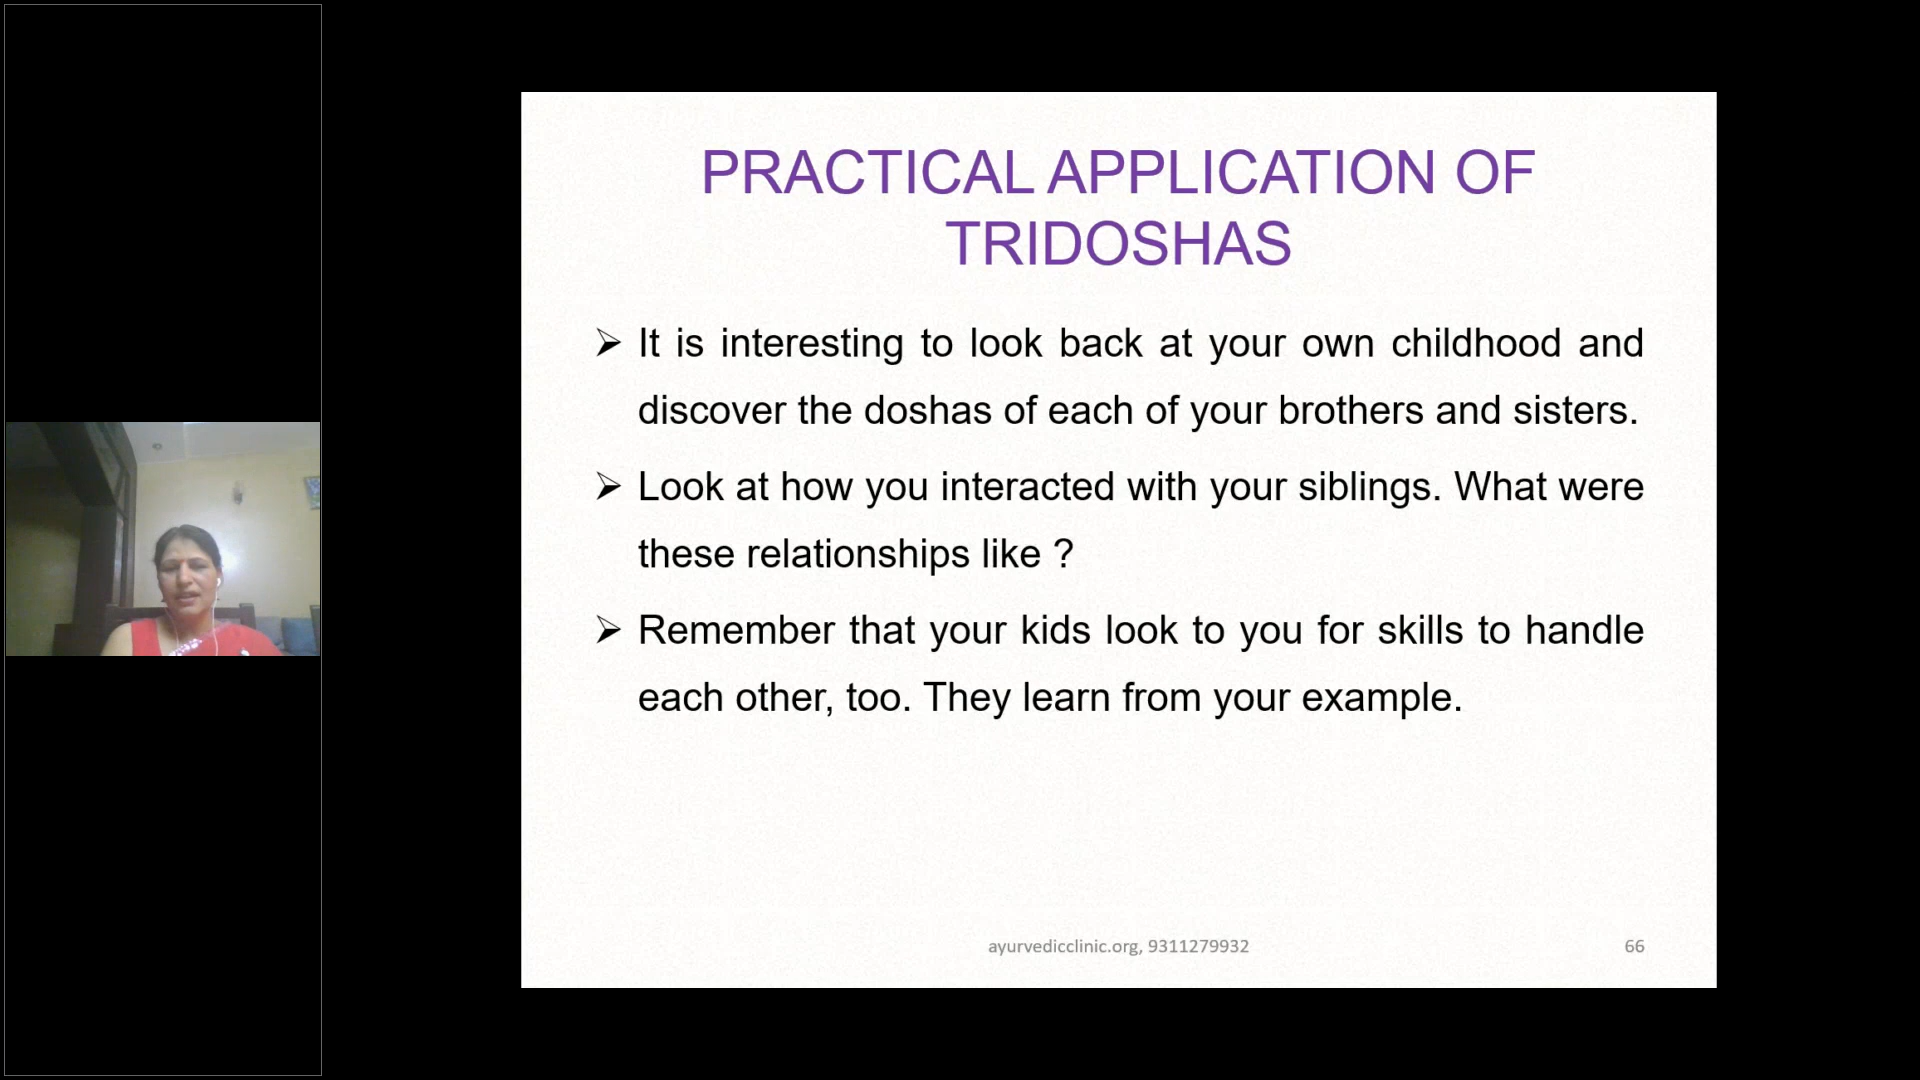 PRACTICAL APPLICATION OF
TRIDOSHAS
➢ It is interesting to look back at your own childhood and
discover the doshas of each of your brothers and sisters.
➢ Look at how you interacted with your siblings. What were
these relationships like ?
➢ Remember that your kids look to you for skills to handle
each other, too. They learn from your example.
ayurvedicclinic.org, 9311279932
66